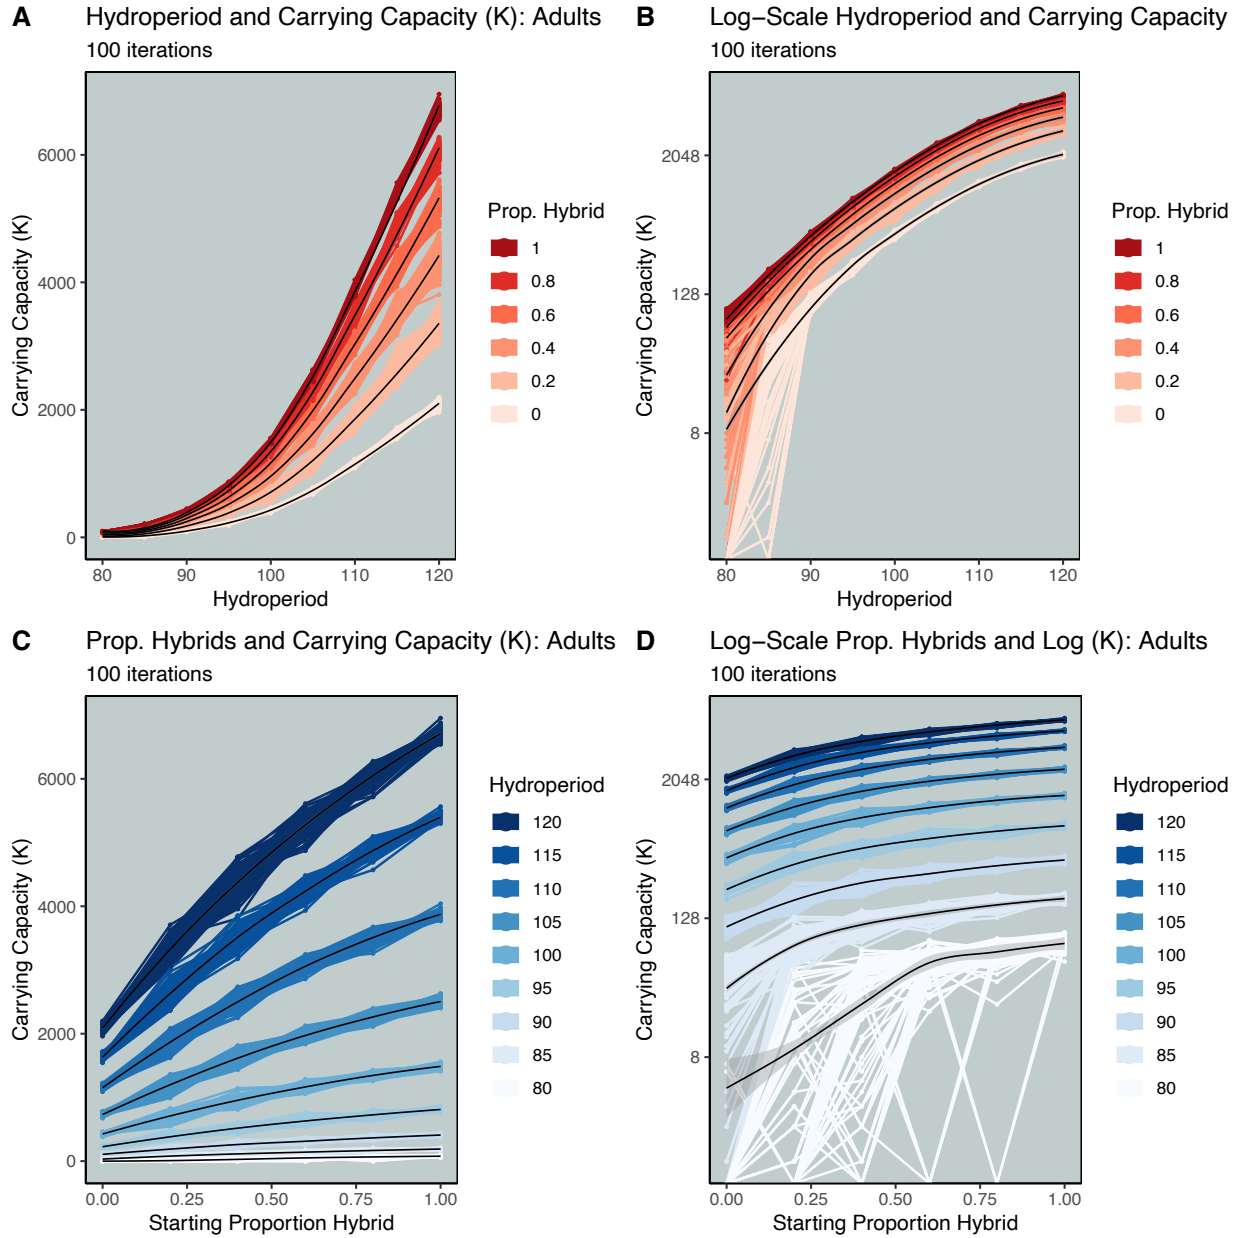 A Hydroperiod and Carrying Capacity (K): Adults
100 iterations
Carrying Capacity (K)
6000
4000
2000
0
80 90 100 110 120
Hydroperiod
Prop. Hybrid
1
0.8
0.6
0.4
0.2
0
B Log−Scale Hydroperiod and Carrying Capacity
100 iterations
Carrying Capacity (K)
2048
128
8
80 90 100 110 120
Hydroperiod
Prop. Hybrid
1
0.8
0.6
0.4
0.2
0
C Prop. Hybrids and Carrying Capacity (K): Adults
100 iterations
Carrying Capacity (K)
6000
4000
2000
0
0.00 0.25 0.50 0.75 1.00
Starting Proportion Hybrid
Hydroperiod
120
115
110
105
100
95
90
85
80
D Log−Scale Prop. Hybrids and Log (K): Adults
100 iterations
Carrying Capacity (K)
2048
128
8
0.00 0.25 0.50 0.75 1.00
Starting Proportion Hybrid
Hydroperiod
120
115
110
105
100
95
90
85
80